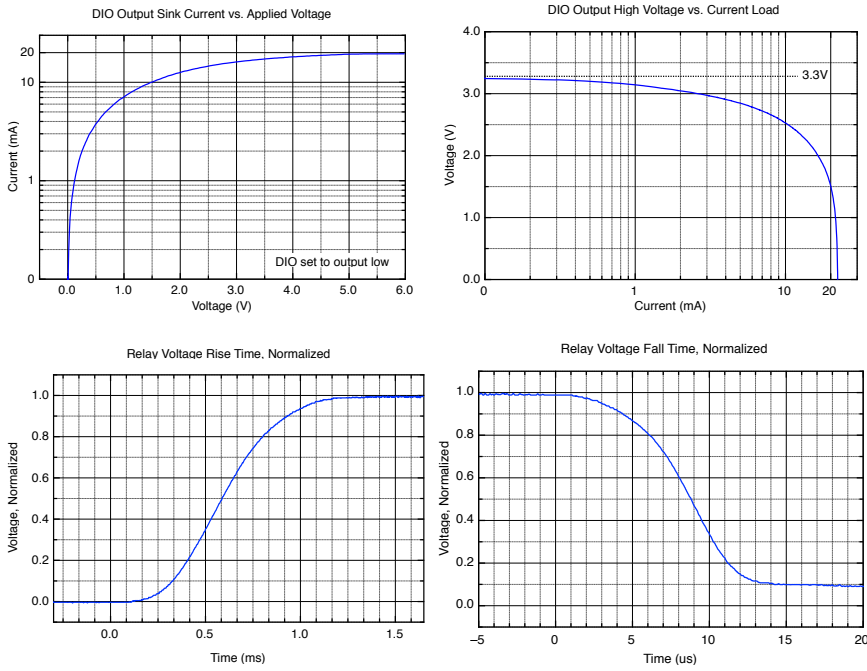 DIO Output Sink Current vs. Applied Voltage
20
10
1
0
Current (mA)
DIO set to output low
0.0 1.0 2.0 3.0 4.0 5.0 6.0
Voltage (V)
DIO Output High Voltage vs. Current Load
4.0
3.0
2.0
1.0
0.0
Voltage (V)
3.3V
0 1 10 20
Current (mA)
Relay Voltage Rise Time, Normalized
1.0
0.8
0.6
0.4
0.2
0.0
Voltage, Normalized
0.0 0.5 1.0 1.5
Time (ms)
Relay Voltage Fall Time, Normalized
1.0
0.8
0.6
0.4
0.2
0.0
Voltage, Normalized
−5 0 5 10 15 20
Time (us)